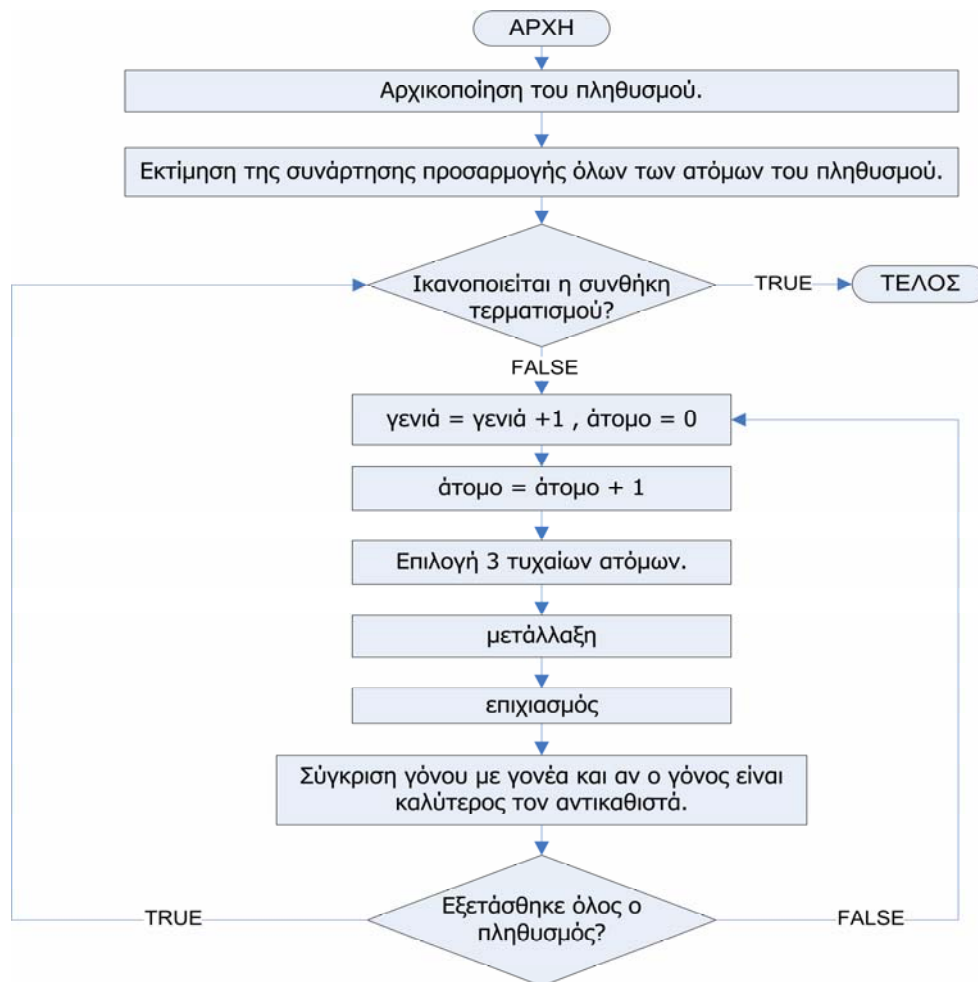 ΑΡΧΗ
Αρχικοποίηση του πληθυσμού.
Εκτίμηση της συνάρτησης προσαρμογής όλων των ατόμων του πληθυσμού.
Ικανοποιείται η συνθήκη
τερματισμού?
TRUE
ΤΕΛΟΣ
FALSE
γενιά = γενιά +1 , άτομο = 0
άτομο = άτομο + 1
Επιλογή 3 τυχαίων ατόμων.
μετάλλαξη
επιχιασμός
Σύγκριση γόνου με γονέα και αν ο γόνος είναι
καλύτερος τον αντικαθιστά.
TRUE
Εξετάσθηκε όλος ο
πληθυσμός?
FALSE